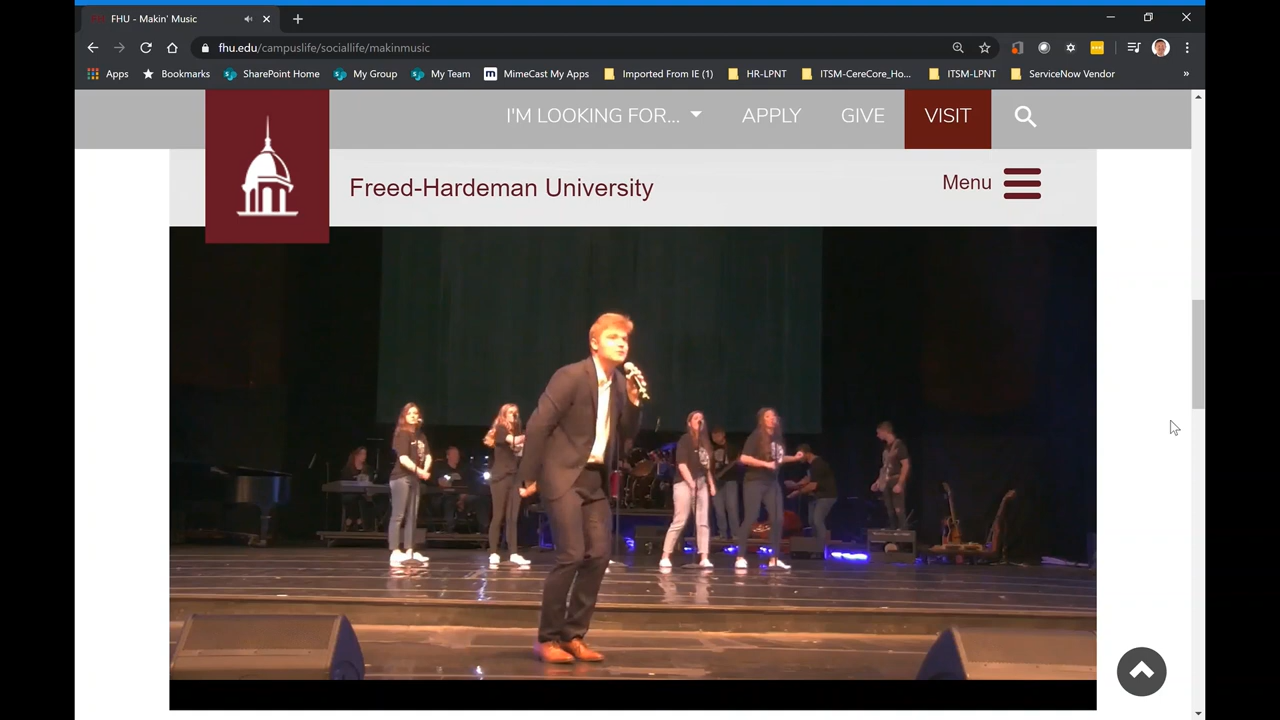 FHU - Makin' Music
fhu.edu/campuslife/sociallife/makinmusic
Apps Bookmarks SharePoint Home My Group My Team MimeCast My Apps Imported From IE (1) HR-LPNT ITSM-CereCore_Ho... ITSM-LPNT ServiceNow Vendor »
I'M LOOKING FOR... APPLY GIVE VISIT
Freed-Hardeman University
Menu